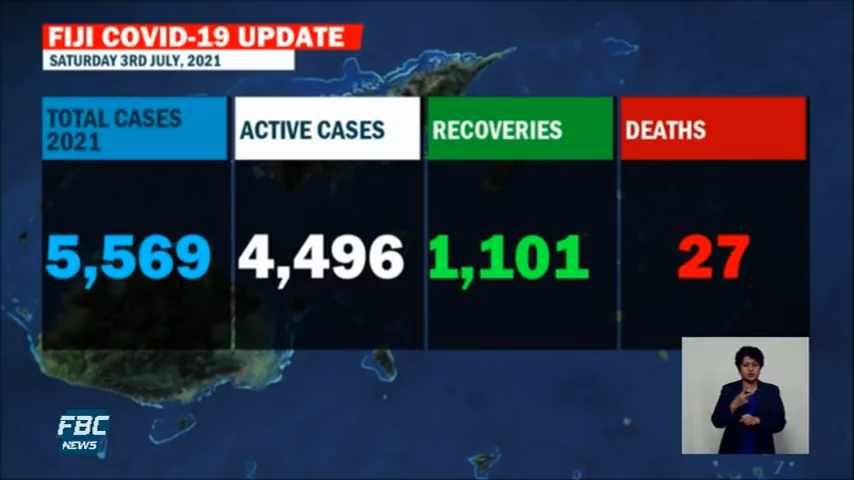 FIJI COVID-19 UPDATE
SATURDAY 3RD JULY, 2021
TOTAL CASES
2021
ACTIVE CASES
RECOVERIES
DEATHS
5,569
4,496
1,101
27
FBC
NEWS